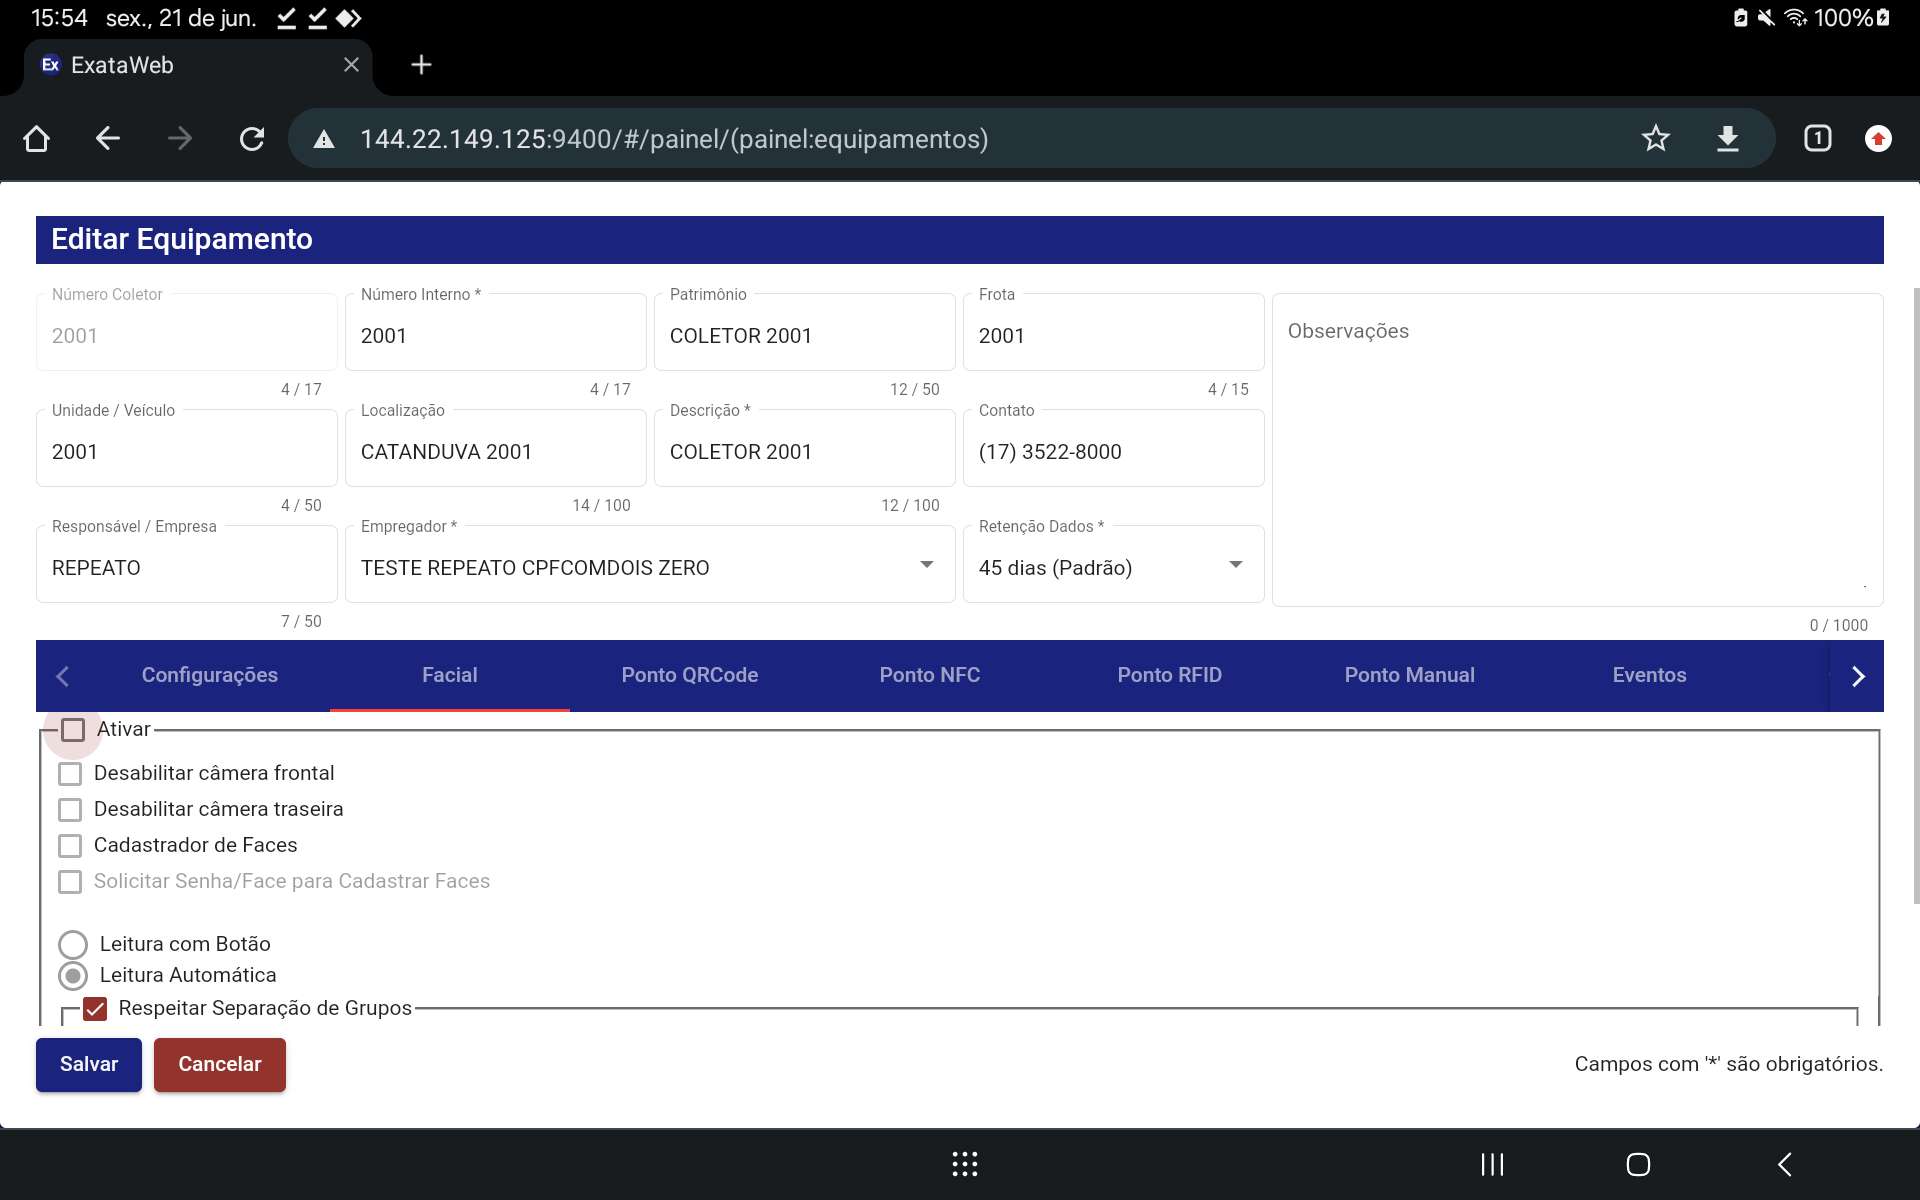 15:54 sex., 21 de jun. 100%
Ex ExataWeb
144.22.149.125:9400/#/painel/(painel:equipamentos) 1
Editar Equipamento
Número Coletor Número Interno * Patrimônio Frota
2001 2001 COLETOR 2001 2001 Observações
4 / 17 4 / 17 12 / 50 4 / 15
Unidade / Veículo Localização Descrição * Contato
2001 CATANDUVA 2001 COLETOR 2001 (17) 3522-8000
4 / 50 14 / 100 12 / 100
Responsável / Empresa Empregador * Retenção Dados *
REPEATO TESTE REPEATO CPFCOMDOIS ZERO 45 dias (Padrão)
7 / 50 0 / 1000
Configurações Facial Ponto QRCode Ponto NFC Ponto RFID Ponto Manual Eventos
Ativar
Desabilitar câmera frontal
Desabilitar câmera traseira
Cadastrador de Faces
Solicitar Senha/Face para Cadastrar Faces
Leitura com Botão
Leitura Automática
Respeitar Separação de Grupos
Salvar Cancelar Campos com '*' são obrigatórios.